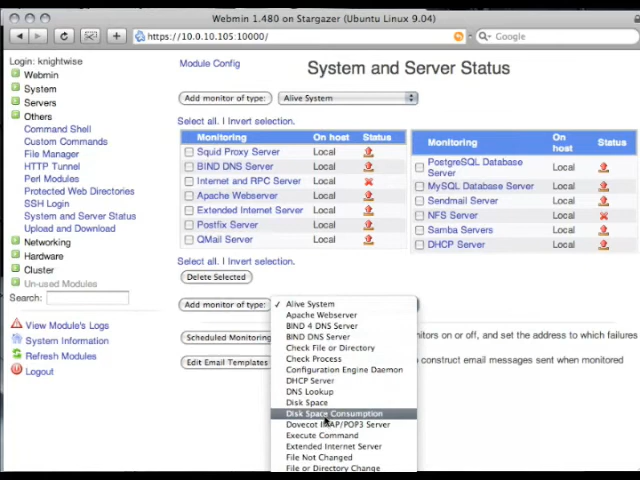 Webmin 1.480 on Stargazer (Ubuntu Linux 9.04)
https://10.0.10.105:10000/
Google
Login: knightwise
Webmin
System
Servers
Others
Command Shell
Custom Commands
File Manager
HTTP Tunnel
Perl Modules
Protected Web Directories
SSH Login
System and Server Status
Upload and Download
Networking
Hardware
Cluster
Un-used Modules
Search:
View Module's Logs
System Information
Refresh Modules
Logout
Module Config
System and Server Status
Add monitor of type: Alive System
Select all. | Invert selection.
Monitoring On host Status
Squid Proxy Server Local
BIND DNS Server Local
Internet and RPC Server Local
Apache Webserver Local
Extended Internet Server Local
Postfix Server Local
QMail Server Local
Monitoring On host Status
PostgreSQL Database Server Local
MySQL Database Server Local
Sendmail Server Local
NFS Server Local
Samba Servers Local
DHCP Server Local
Select all. | Invert selection.
Delete Selected
Add monitor of type: ✓ Alive System
Apache Webserver
BIND 4 DNS Server
BIND DNS Server
Check File or Directory
Check Process
Configuration Engine Daemon
DHCP Server
DNS Lookup
Disk Space
Disk Space Consumption
Dovecot IMAP/POP3 Server
Execute Command
Extended Internet Server
File Not Changed
File or Directory Change
Scheduled Monitoring
nitors on or off, and set the address to which failures
Edit Email Templates
o construct email messages sent when monitored